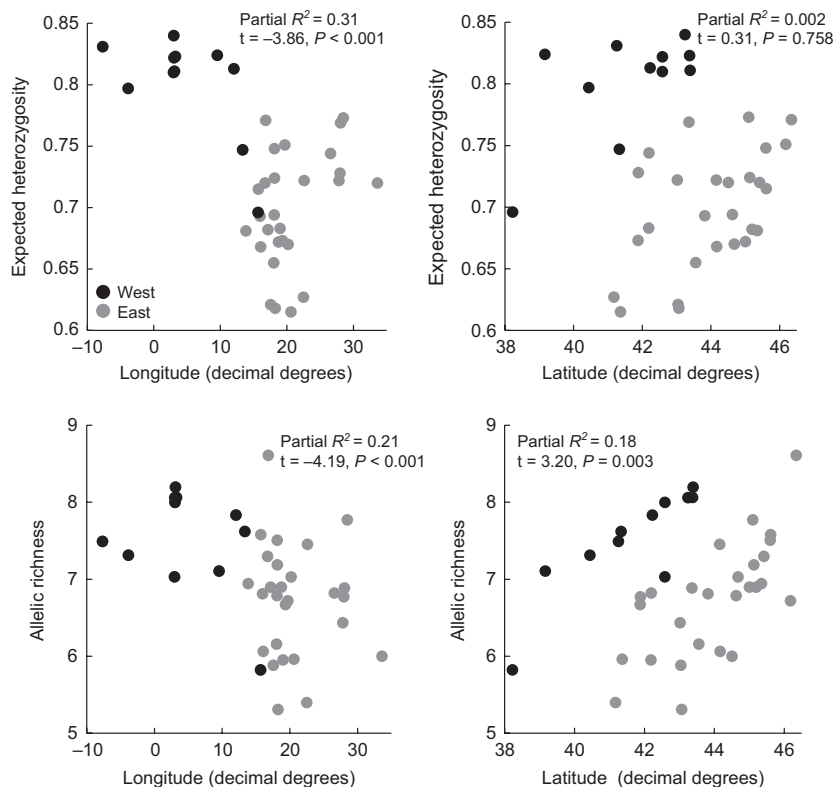 Partial R² = 0.31
t = –3.86, P < 0.001
Expected heterozygosity
0.85
0.8
0.75
0.7
0.65
0.6
West
East
–10
0
10
20
30
Longitude (decimal degrees)
Partial R² = 0.002
t = 0.31, P = 0.758
Expected heterozygosity
0.85
0.8
0.75
0.7
0.65
0.6
38
40
42
44
46
Latitude (decimal degrees)
Partial R² = 0.21
t = –4.19, P < 0.001
Allelic richness
9
8
7
6
5
–10
0
10
20
30
Longitude (decimal degrees)
Partial R² = 0.18
t = 3.20, P = 0.003
Allelic richness
9
8
7
6
5
38
40
42
44
46
Latitude (decimal degrees)